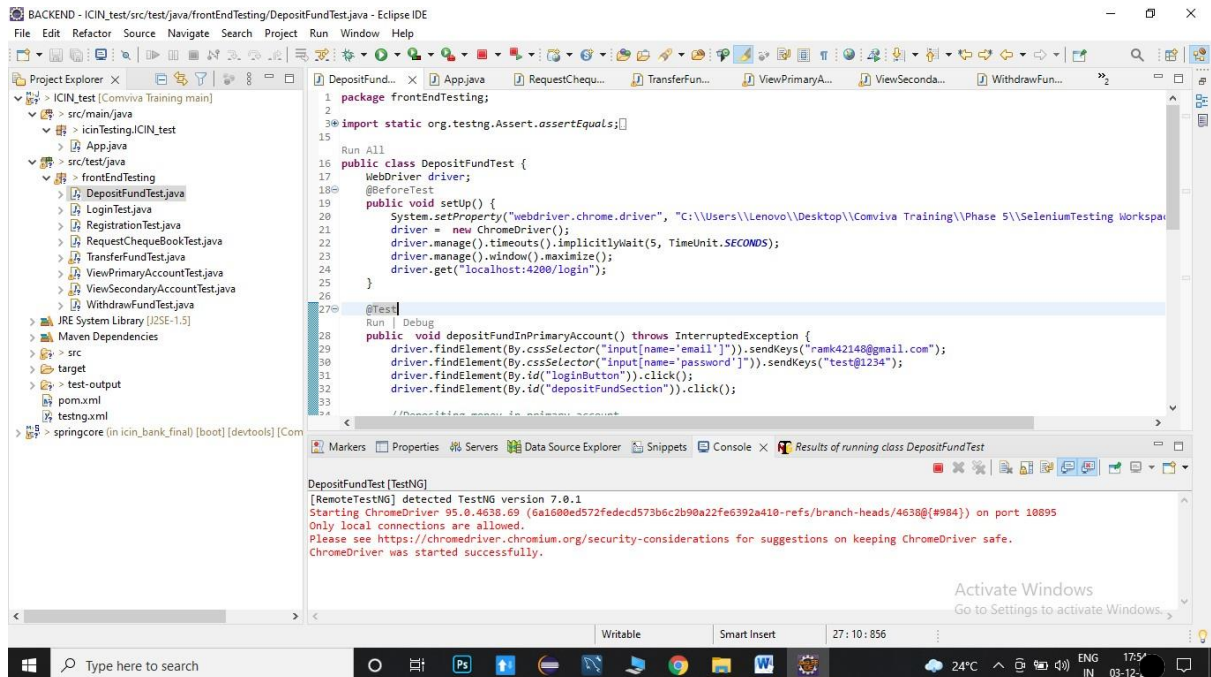 BACKEND - ICIN_test/src/test/java/frontEndTesting/DepositFundTest.java - Eclipse IDE
File Edit Refactor Source Navigate Search Project Run Window Help
Project Explorer
> ICIN_test [Comviva Training main]
> src/main/java
> icinTesting.ICIN_test
> App.java
> src/test/java
> frontEndTesting
> DepositFundTest.java
> LoginTest.java
> RegistrationTest.java
> RequestChequeBookTest.java
> TransferFundTest.java
> ViewPrimaryAccountTest.java
> ViewSecondaryAccountTest.java
> WithdrawFundTest.java
> JRE System Library [J2SE-1.5]
> Maven Dependencies
> src
> target
> test-output
pom.xml
testng.xml
> springcore (in icin_bank_final) [boot] [devtools] [Com
DepositFund... App.java RequestChequ... TransferFun... ViewPrimaryA... ViewSeconda... WithdrawFun... »2
1 package frontEndTesting;
2
3 import static org.testng.Assert.assertEquals;
15
Run All
16 public class DepositFundTest {
17 WebDriver driver;
18 @BeforeTest
19 public void setUp() {
20 System.setProperty("webdriver.chrome.driver", "C:\\Users\\Lenovo\\Desktop\\Comviva Training\\Phase 5\\SeleniumTesting Workspa
21 driver = new ChromeDriver();
22 driver.manage().timeouts().implicitlyWait(5, TimeUnit.SECONDS);
23 driver.manage().window().maximize();
24 driver.get("localhost:4200/login");
25 }
26
27 @Test
Run | Debug
28 public void depositFundInPrimaryAccount() throws InterruptedException {
29 driver.findElement(By.cssSelector("input[name='email']")).sendKeys("ramk42148@gmail.com");
30 driver.findElement(By.cssSelector("input[name='password']")).sendKeys("test@1234");
31 driver.findElement(By.id("loginButton")).click();
32 driver.findElement(By.id("depositFundSection")).click();
33
34 //Depositing money in primary account
Markers Properties Servers Data Source Explorer Snippets Console Results of running class DepositFundTest
DepositFundTest [TestNG]
[RemoteTestNG] detected TestNG version 7.0.1
Starting ChromeDriver 95.0.4638.69 (6a1600ed572fedecd573b6c2b90a22fe6392a410-refs/branch-heads/4638@{#984}) on port 10895
Only local connections are allowed.
Please see https://chromedriver.chromium.org/security-considerations for suggestions on keeping ChromeDriver safe.
ChromeDriver was started successfully.
Activate Windows
Go to Settings to activate Windows.
Writable Smart Insert 27 : 10 : 856
Type here to search
Ps
W
24°C ENG 17:54
IN 03-12-